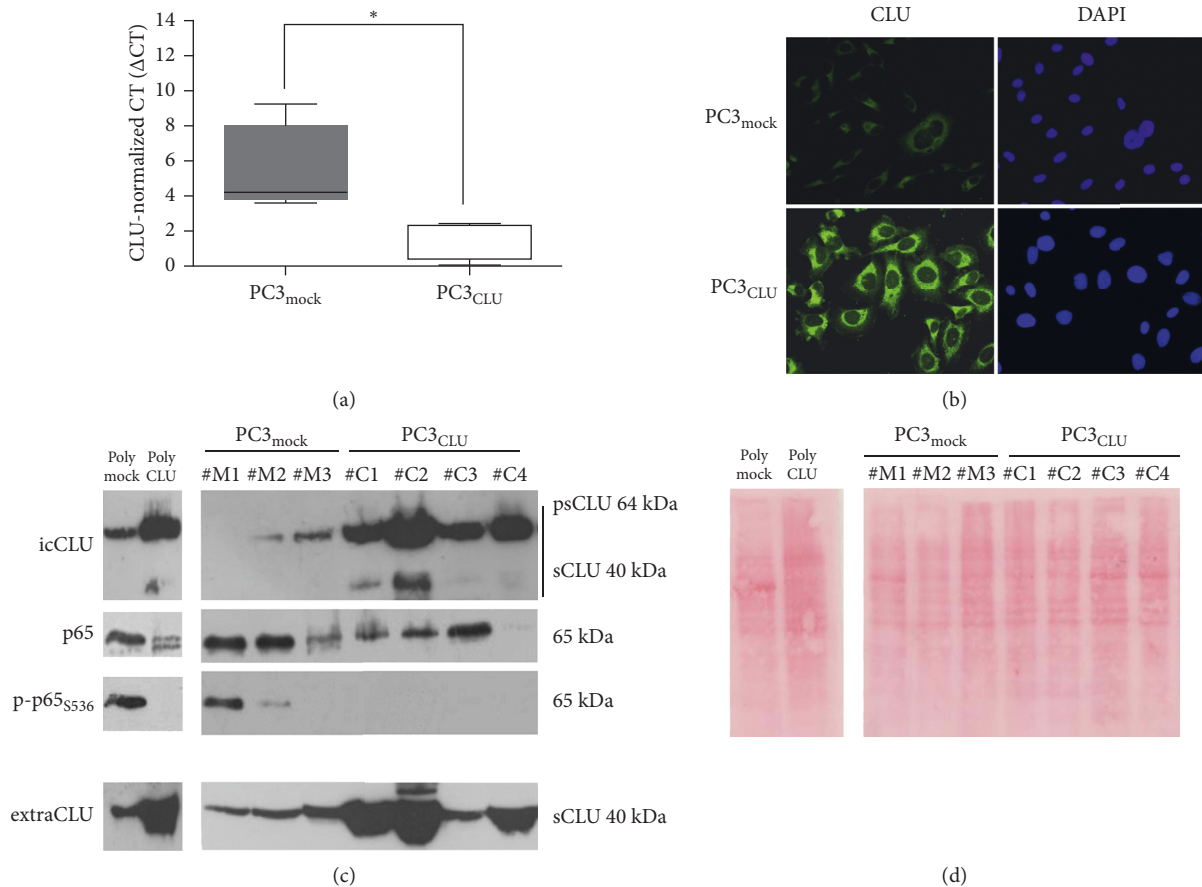 CLU-normalized CT (ΔCT)
14
12
10
8
6
4
2
0
*
PC3mock
PC3CLU
(a)
CLU
DAPI
PC3mock
PC3CLU
(b)
PC3mock
PC3CLU
Poly mock
Poly CLU
#M1 #M2 #M3 #C1 #C2 #C3 #C4
icCLU
psCLU 64 kDa
sCLU 40 kDa
p65
65 kDa
p-p65S536
65 kDa
extraCLU
sCLU 40 kDa
(c)
PC3mock
PC3CLU
Poly mock
Poly CLU
#M1 #M2 #M3 #C1 #C2 #C3 #C4
(d)